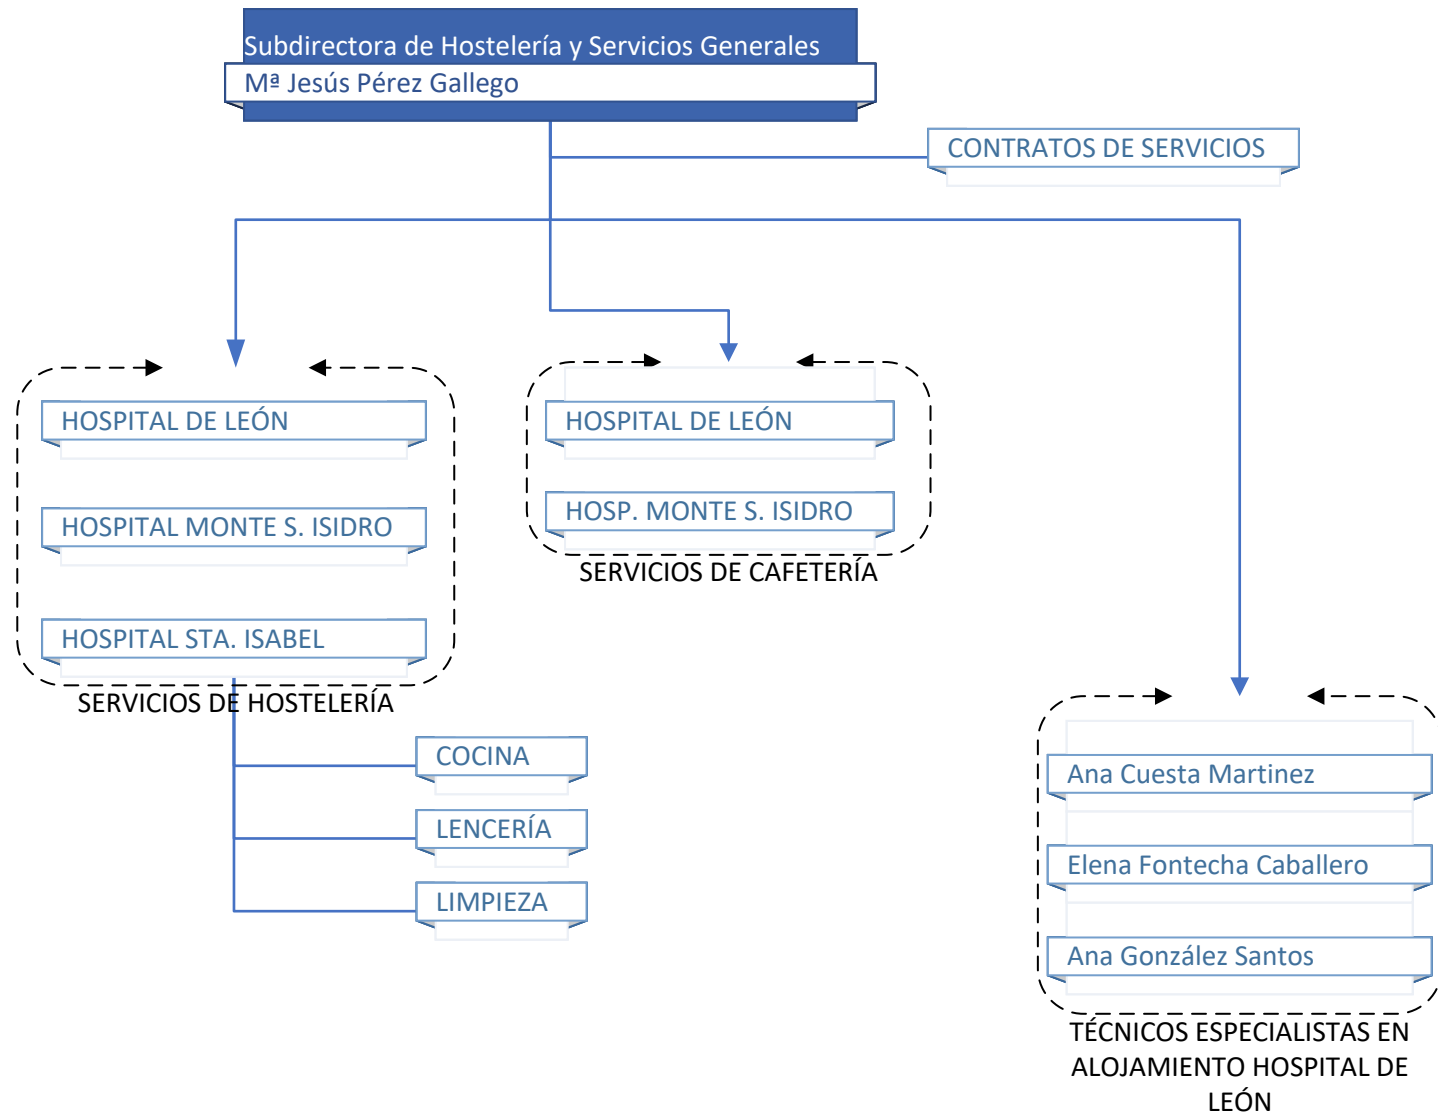 Subdirectora de Hostelería y Servicios Generales
Mª Jesús Pérez Gallego
CONTRATOS DE SERVICIOS
HOSPITAL DE LEÓN
HOSPITAL MONTE S. ISIDRO
HOSPITAL STA. ISABEL
SERVICIOS DE HOSTELERÍA
HOSPITAL DE LEÓN
HOSP. MONTE S. ISIDRO
SERVICIOS DE CAFETERÍA
COCINA
LENCERÍA
LIMPIEZA
Ana Cuesta Martinez
Elena Fontecha Caballero
Ana González Santos
TÉCNICOS ESPECIALISTAS EN
ALOJAMIENTO HOSPITAL DE
LEÓN